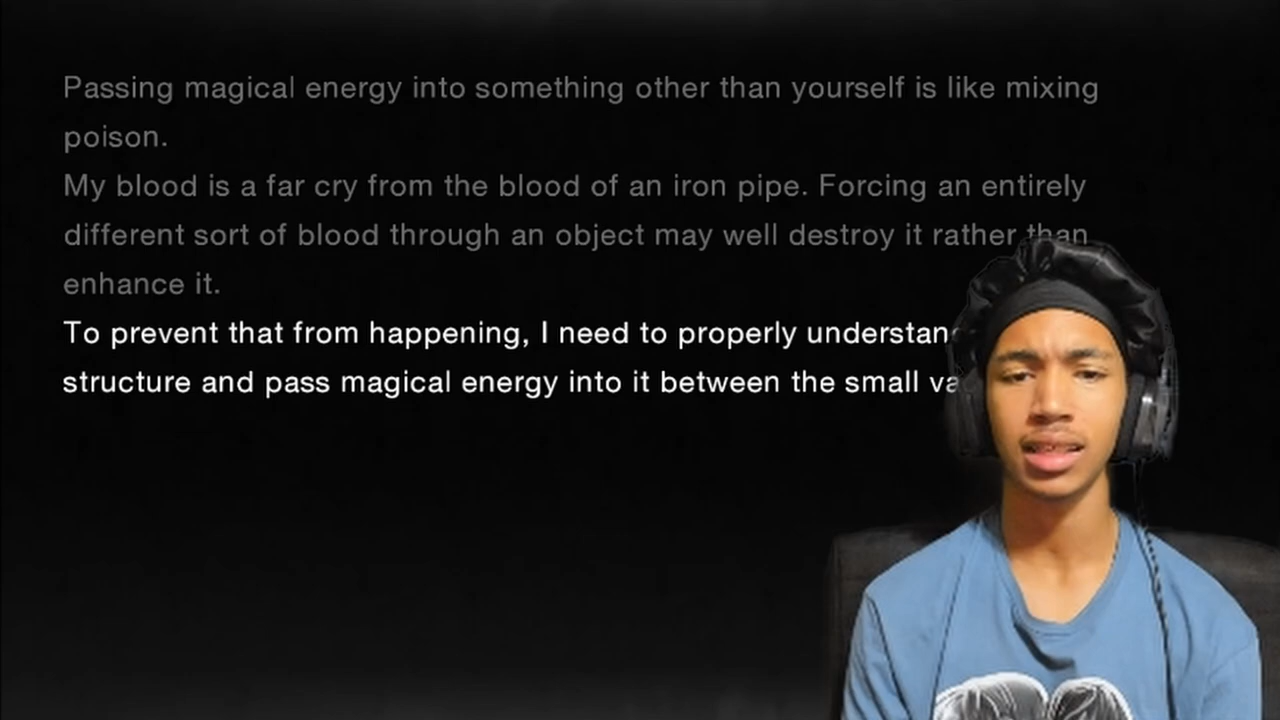 Passing magical energy into something other than yourself is like mixing
poison.
My blood is a far cry from the blood of an iron pipe. Forcing an entirely
different sort of blood through an object may well destroy it rather than
enhance it.
To prevent that from happening, I need to properly
structure and pass magical energy into it between the small